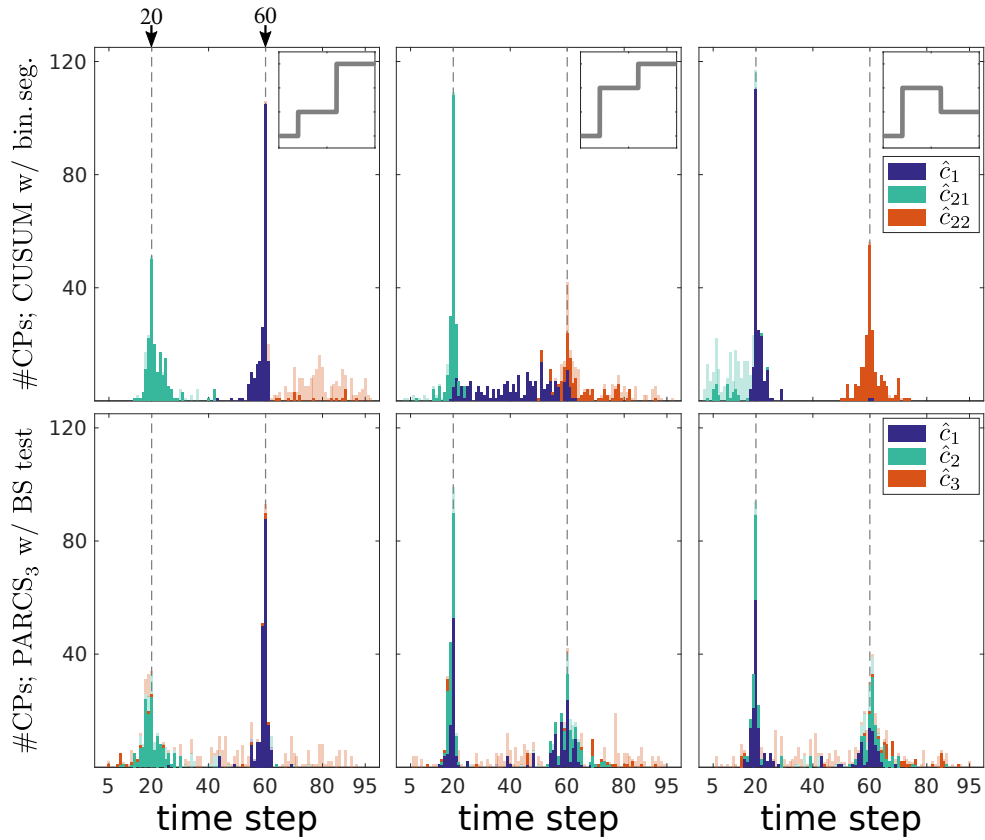 20 60
#CPs; CUSUM w/ bin. seg.
120
80
40
ĉ₁
ĉ₂₁
ĉ₂₂
#CPs; PARCS₃ w/ BS test
120
80
40
ĉ₁
ĉ₂
ĉ₃
5 20 40 60 80 95
5 20 40 60 80 95
5 20 40 60 80 95
time step
time step
time step